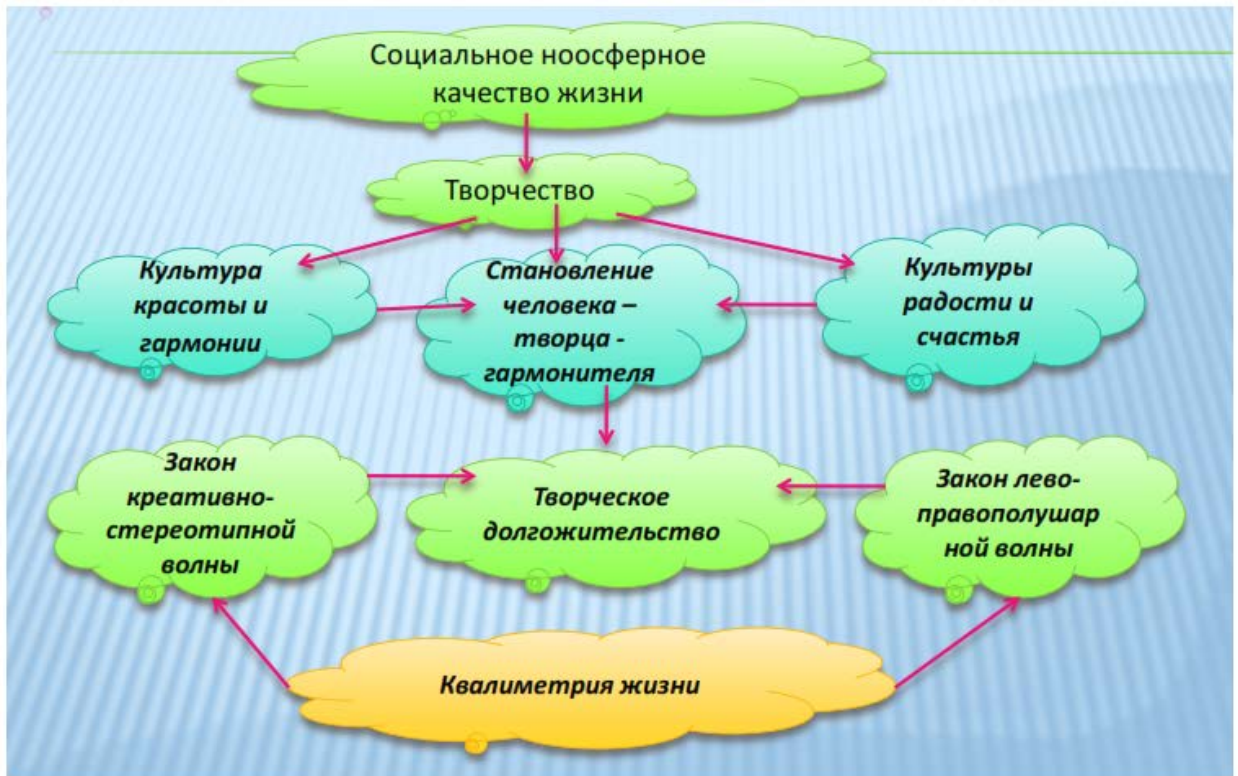 Социальное ноосферное
качество жизни
Творчество
Культура
красоты и
гармонии
Становление
человека –
творца -
гармонителя
Культуры
радости и
счастья
Закон
креативно-
стереотипной
волны
Творческое
долгожительство
Закон лево-
правополушар
ной волны
Квалиметрия жизни